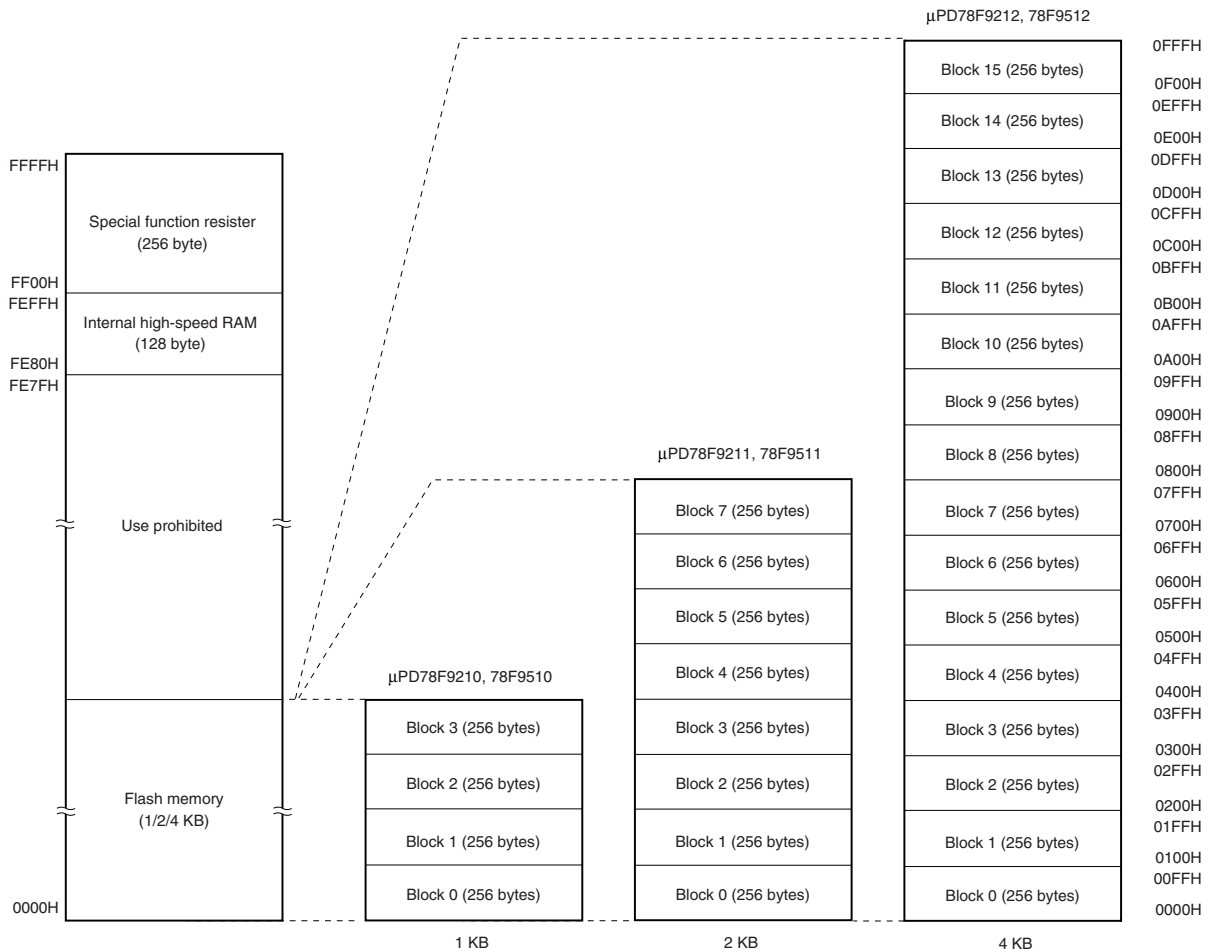 μPD78F9212, 78F9512
0FFFH
Block 15 (256 bytes)
0F00H
0EFFH
Block 14 (256 bytes)
0E00H
0DFFH
Block 13 (256 bytes)
0D00H
0CFFH
Block 12 (256 bytes)
0C00H
0BFFH
Block 11 (256 bytes)
0B00H
0AFFH
Block 10 (256 bytes)
0A00H
09FFH
Block 9 (256 bytes)
0900H
08FFH
Block 8 (256 bytes)
0800H
07FFH
Block 7 (256 bytes)
0700H
06FFH
Block 6 (256 bytes)
0600H
05FFH
Block 5 (256 bytes)
0500H
04FFH
Block 4 (256 bytes)
0400H
03FFH
Block 3 (256 bytes)
0300H
02FFH
Block 2 (256 bytes)
0200H
01FFH
Block 1 (256 bytes)
0100H
00FFH
Block 0 (256 bytes)
0000H
4 KB
FFFFH
Special function resister
(256 byte)
FF00H
FEFFH
Internal high-speed RAM
(128 byte)
FE80H
FE7FH
Use prohibited
Flash memory
(1/2/4 KB)
0000H
μPD78F9210, 78F9510
Block 3 (256 bytes)
Block 2 (256 bytes)
Block 1 (256 bytes)
Block 0 (256 bytes)
1 KB
μPD78F9211, 78F9511
Block 7 (256 bytes)
Block 6 (256 bytes)
Block 5 (256 bytes)
Block 4 (256 bytes)
Block 3 (256 bytes)
Block 2 (256 bytes)
Block 1 (256 bytes)
Block 0 (256 bytes)
2 KB